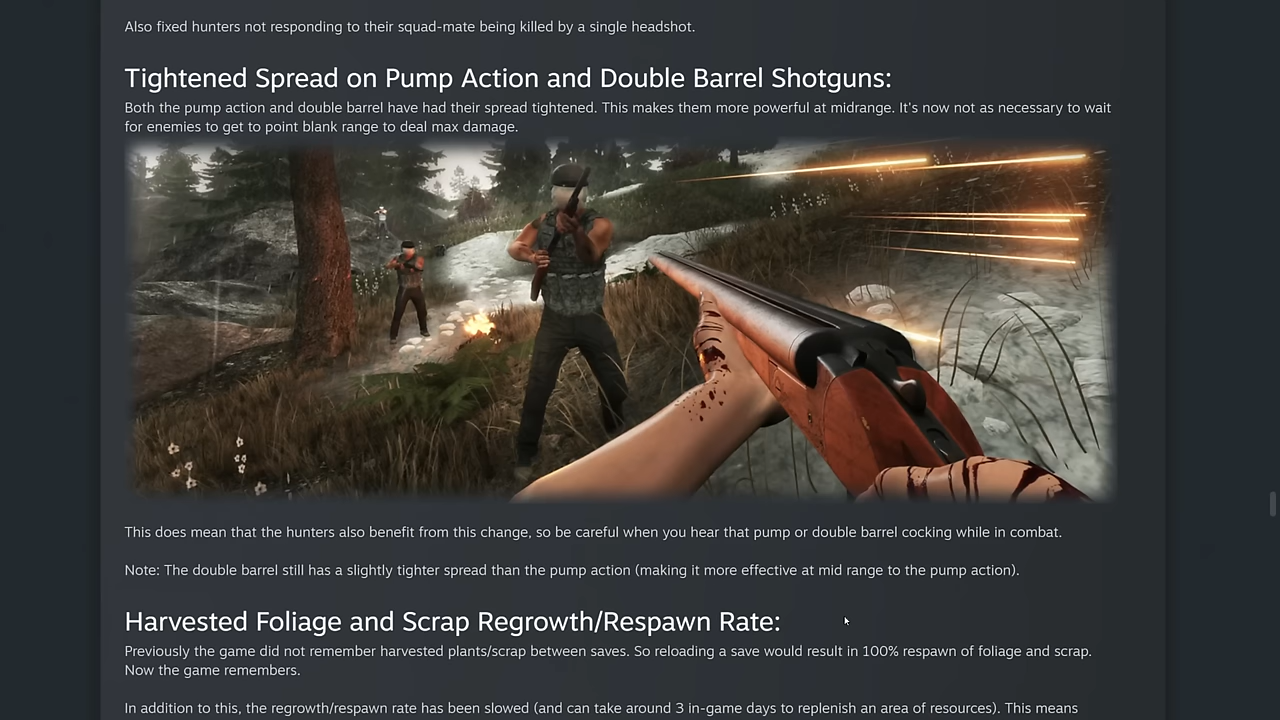 Also fixed hunters not responding to their squad-mate being killed by a single headshot.
Tightened Spread on Pump Action and Double Barrel Shotguns:
Both the pump action and double barrel have had their spread tightened. This makes them more powerful at midrange. It's now not as necessary to wait
for enemies to get to point blank range to deal max damage.
This does mean that the hunters also benefit from this change, so be careful when you hear that pump or double barrel cocking while in combat.
Note: The double barrel still has a slightly tighter spread than the pump action (making it more effective at mid range to the pump action).
Harvested Foliage and Scrap Regrowth/Respawn Rate:
Previously the game did not remember harvested plants/scrap between saves. So reloading a save would result in 100% respawn of foliage and scrap.
Now the game remembers.
In addition to this, the regrowth/respawn rate has been slowed (and can take around 3 in-game days to replenish an area of resources). This means